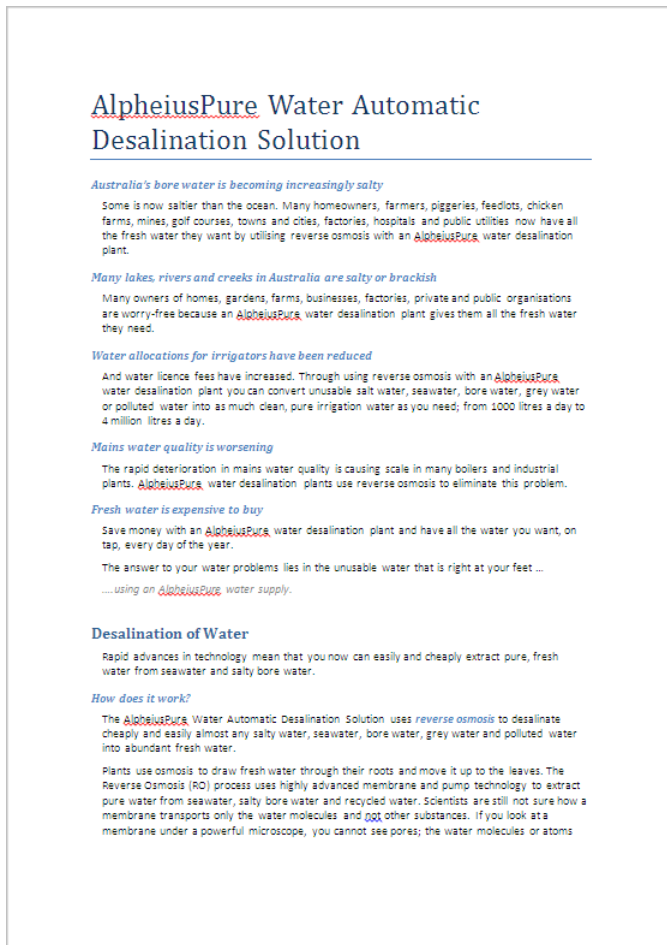 AlpheiusPure Water Automatic
Desalination Solution
Australia's bore water is becoming increasingly salty
Some is now saltier than the ocean. Many homeowners, farmers, piggeries, feedlots, chicken
farms, mines, golf courses, towns and cities, factories, hospitals and public utilities now have all
the fresh water they want by utilising reverse osmosis with an AlpheiusPure water desalination
plant.
Many lakes, rivers and creeks in Australia are salty or brackish
Many owners of homes, gardens, farms, businesses, factories, private and public organisations
are worry-free because an AlpheiusPure water desalination plant gives them all the fresh water
they need.
Water allocations for irrigators have been reduced
And water licence fees have increased. Through using reverse osmosis with an AlpheiusPure
water desalination plant you can convert unusable salt water, seawater, bore water, grey water
or polluted water into as much clean, pure irrigation water as you need; from 1000 litres a day to
4 million litres a day.
Mains water quality is worsening
The rapid deterioration in mains water quality is causing scale in many boilers and industrial
plants. AlpheiusPure water desalination plants use reverse osmosis to eliminate this problem.
Fresh water is expensive to buy
Save money with an AlpheiusPure water desalination plant and have all the water you want, on
tap, every day of the year.
The answer to your water problems lies in the unusable water that is right at your feet ...
....using an AlpheiusPure water supply.
Desalination of Water
Rapid advances in technology mean that you now can easily and cheaply extract pure, fresh
water from seawater and salty bore water.
How does it work?
The AlpheiusPure Water Automatic Desalination Solution uses reverse osmosis to desalinate
cheaply and easily almost any salty water, seawater, bore water, grey water and polluted water
into abundant fresh water.
Plants use osmosis to draw fresh water through their roots and move it up to the leaves. The
Reverse Osmosis (RO) process uses highly advanced membrane and pump technology to extract
pure water from seawater, salty bore water and recycled water. Scientists are still not sure how a
membrane transports only the water molecules and not other substances. If you look at a
membrane under a powerful microscope, you cannot see pores; the water molecules or atoms